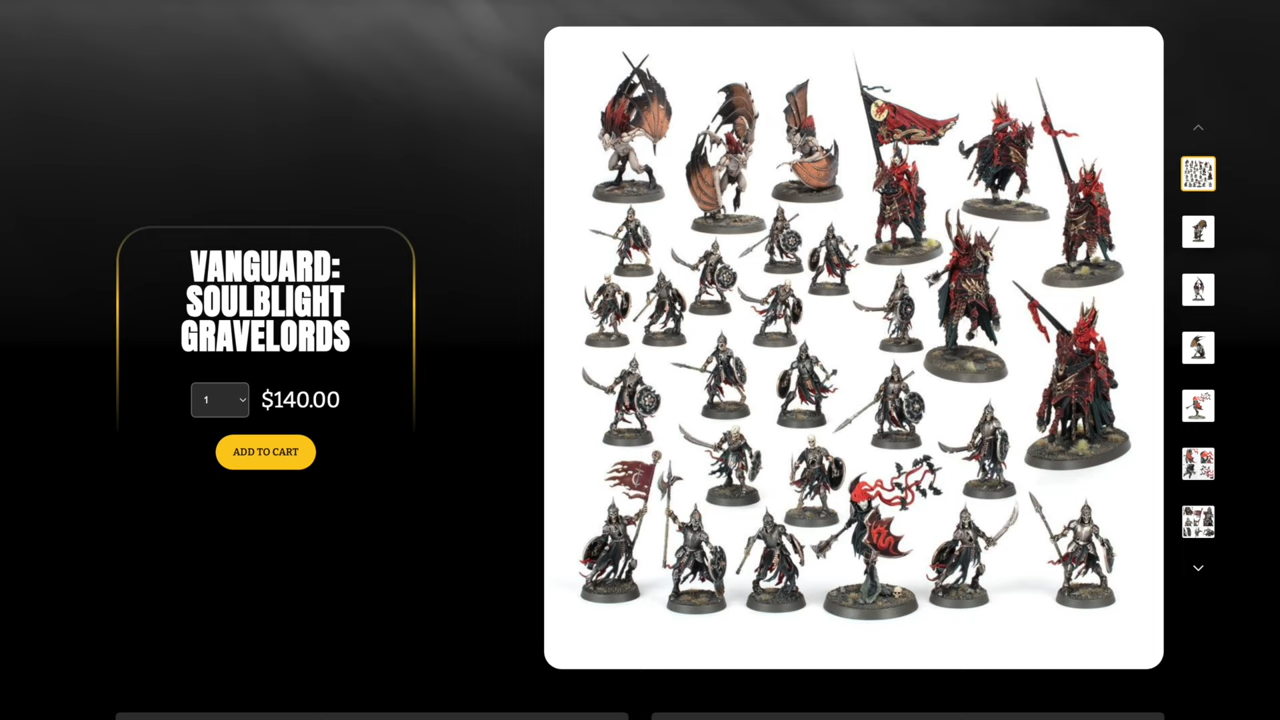 VANGUARD:
SOULBLIGHT
GRAVELORDS
1
$140.00
ADD TO CART